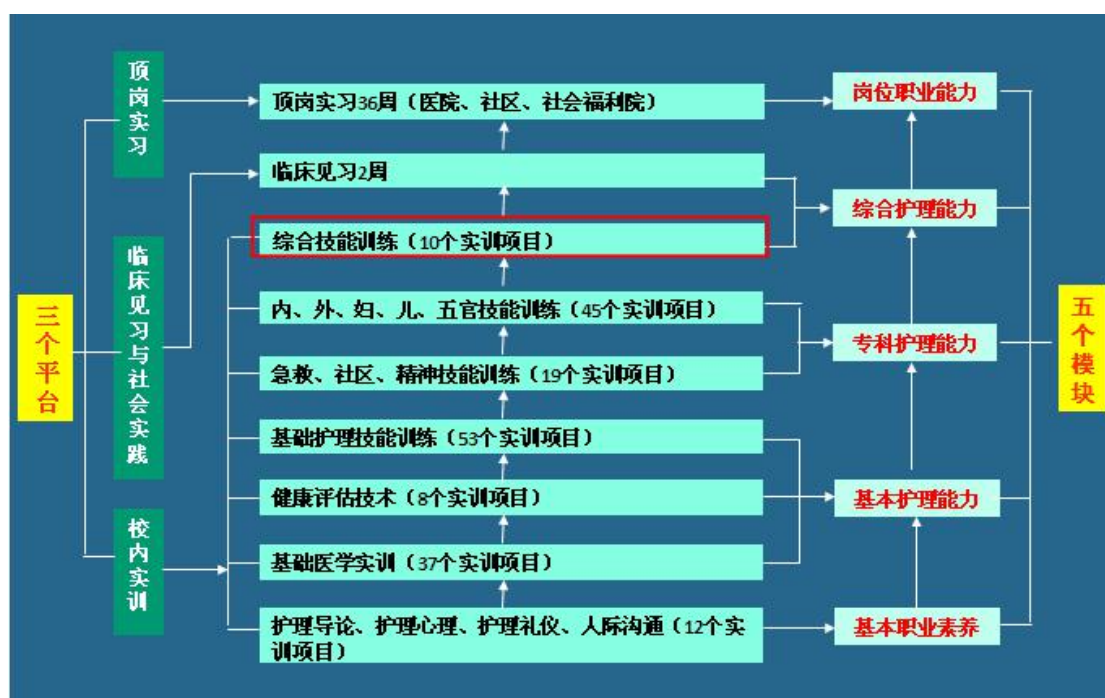 三个平台
顶岗实习
临床见习与社会实践
校内实训
顶岗实习36周（医院、社区、社会福利院）
临床见习2周
综合技能训练（10个实训项目）
内、外、妇、儿、五官技能训练（45个实训项目）
急救、社区、精神技能训练（19个实训项目）
基础护理技能训练（53个实训项目）
健康评估技术（8个实训项目）
基础医学实训（37个实训项目）
护理导论、护理心理、护理礼仪、人际沟通（12个实
训项目）
岗位职业能力
综合护理能力
专科护理能力
基本护理能力
基本职业素养
五个模块